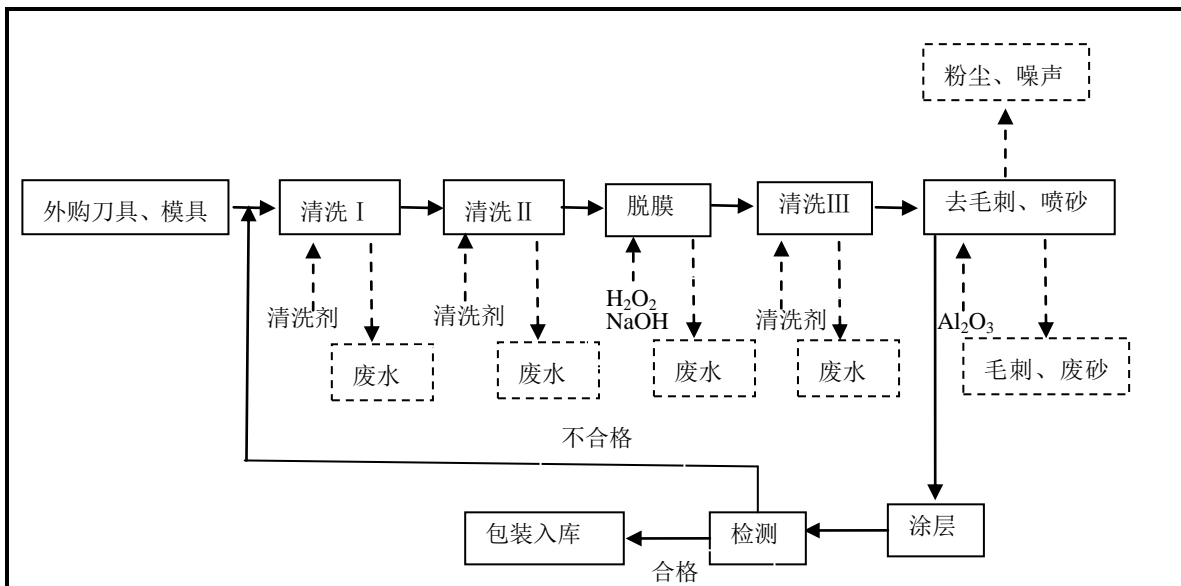 粉尘、噪声
外购刀具、模具
清洗Ⅰ
清洗Ⅱ
脱膜
清洗Ⅲ
去毛刺、喷砂
清洗剂
清洗剂
H₂O₂
NaOH
清洗剂
Al₂O₃
废水
废水
废水
废水
毛刺、废砂
不合格
包装入库
检测
涂层
合格